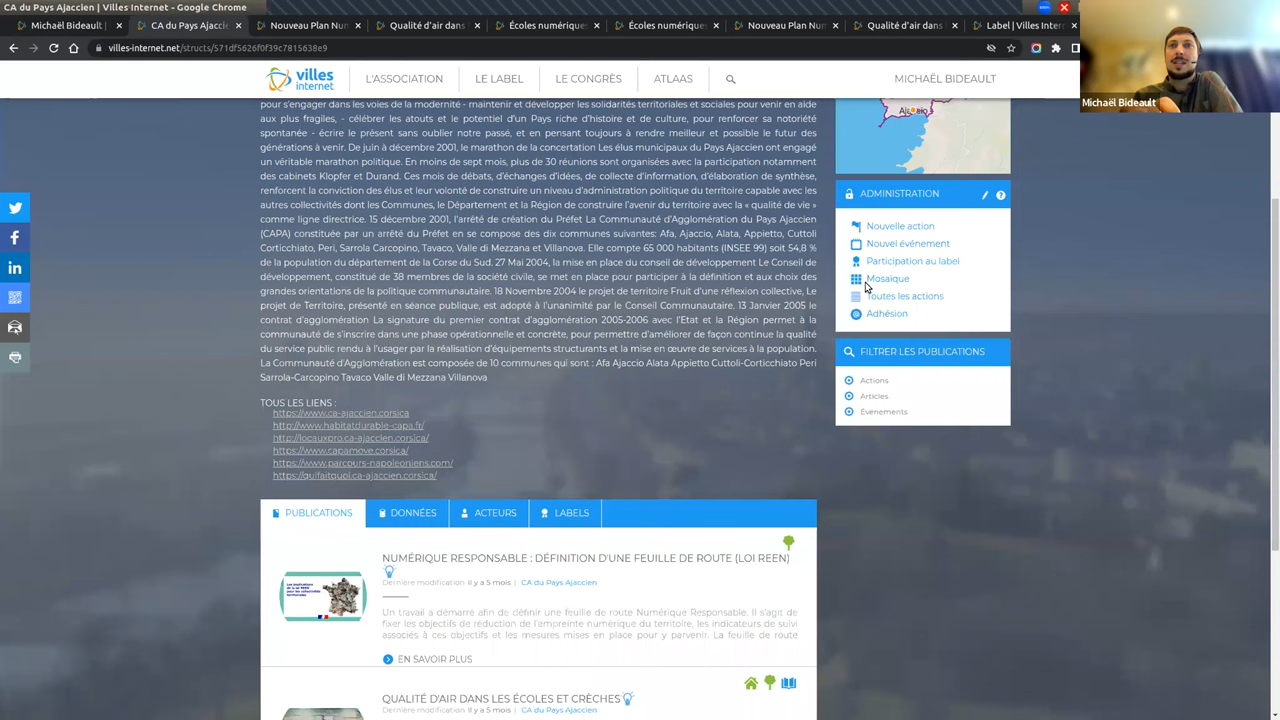 CA du Pays Ajaccien | Villes Internet - Google Chrome
Michaël Bideault |
CA du Pays Ajaccie
Nouveau Plan Num
Qualité d'air dans
Écoles numérique
Écoles numérique
Nouveau Plan Num
Qualité d'air dans
Label | Villes Intern
villes-internet.net/structs/571df5626f0f39c7815638e9
villes internet
L'ASSOCIATION
LE LABEL
LE CONGRÈS
ATLAAS
MICHAËL BIDEAULT
Michaël Bideault
pour s'engager dans les voies de la modernité - maintenir et développer les solidarités territoriales et sociales pour venir en aide
aux plus fragiles, - célébrer les atouts et le potentiel d'un Pays riche d'histoire et de culture, pour renforcer sa notoriété
spontanée - écrire le présent sans oublier notre passé, et en pensant toujours à rendre meilleur et possible le futur des
générations à venir. De juin à décembre 2001, le marathon de la concertation Les élus municipaux du Pays Ajaccien ont engagé
un véritable marathon politique. En moins de sept mois, plus de 30 réunions sont organisées avec la participation notamment
des cabinets Klopfer et Durand. Ces mois de débats, d'échanges d'idées, de collecte d'information, d'élaboration de synthèse,
renforcent la conviction des élus et leur volonté de construire un niveau d'administration politique du territoire capable avec les
autres collectivités dont les Communes, le Département et la Région de construire l'avenir du territoire avec la « qualité de vie »
comme ligne directrice. 15 décembre 2001, l'arrêté de création du Préfet La Communauté d'Agglomération du Pays Ajaccien
(CAPA) constituée par un arrêté du Préfet en se compose des dix communes suivantes: Afa, Ajaccio, Alata, Appietto, Cuttoli
Corticchiato, Peri, Sarrola Carcopino, Tavaco, Valle di Mezzana et Villanova. Elle compte 65 000 habitants (INSEE 99) soit 54,8 %
de la population du département de la Corse du Sud. 27 Mai 2004, la mise en place du conseil de développement Le Conseil de
développement, constitué de 38 membres de la société civile, se met en place pour participer à la définition et aux choix des
grandes orientations de la politique communautaire. 18 Novembre 2004 le projet de territoire Fruit d'une réflexion collective, Le
projet de Territoire, présenté en séance publique, est adopté à l'unanimité par le Conseil Communautaire. 13 Janvier 2005 le
contrat d'agglomération La signature du premier contrat d'agglomération 2005-2006 avec l'Etat et la Région permet à la
communauté de s'inscrire dans une phase opérationnelle et concrète, pour permettre d'améliorer de façon continue la qualité
du service public rendu à l'usager par la réalisation d'équipements structurants et la mise en œuvre de services à la population.
La Communauté d'Agglomération est composée de 10 communes qui sont : Afa Ajaccio Alata Appietto Cuttoli-Corticchiato Peri
Sarrola-Carcopino Tavaco Valle di Mezzana Villanova
TOUS LES LIENS :
https://www.ca-ajaccien.corsica
http://www.habitatdurable-capa.fr/
http://locauxpro.ca-ajaccien.corsica/
https://www.capamove.corsica/
https://www.parcours-napoleoniens.com/
https://quifaitquoi.ca-ajaccien.corsica/
Ajaccio
ADMINISTRATION
Nouvelle action
Nouvel événement
Participation au label
Mosaïque
Toutes les actions
Adhésion
FILTRER LES PUBLICATIONS
Actions
Articles
Événements
PUBLICATIONS
DONNÉES
ACTEURS
LABELS
NUMÉRIQUE RESPONSABLE : DÉFINITION D'UNE FEUILLE DE ROUTE (LOI REEN)
Dernière modification il y a 5 mois | CA du Pays Ajaccien
Un travail a démarré afin de définir une feuille de route Numérique Responsable. Il s'agit de
fixer les objectifs de réduction de l'empreinte numérique du territoire, les indicateurs de suivi
associés à ces objectifs et les mesures mises en place pour y parvenir. La feuille de route
EN SAVOIR PLUS
QUALITÉ D'AIR DANS LES ÉCOLES ET CRÈCHES
Dernière modification il y a 5 mois | CA du Pays Ajaccien